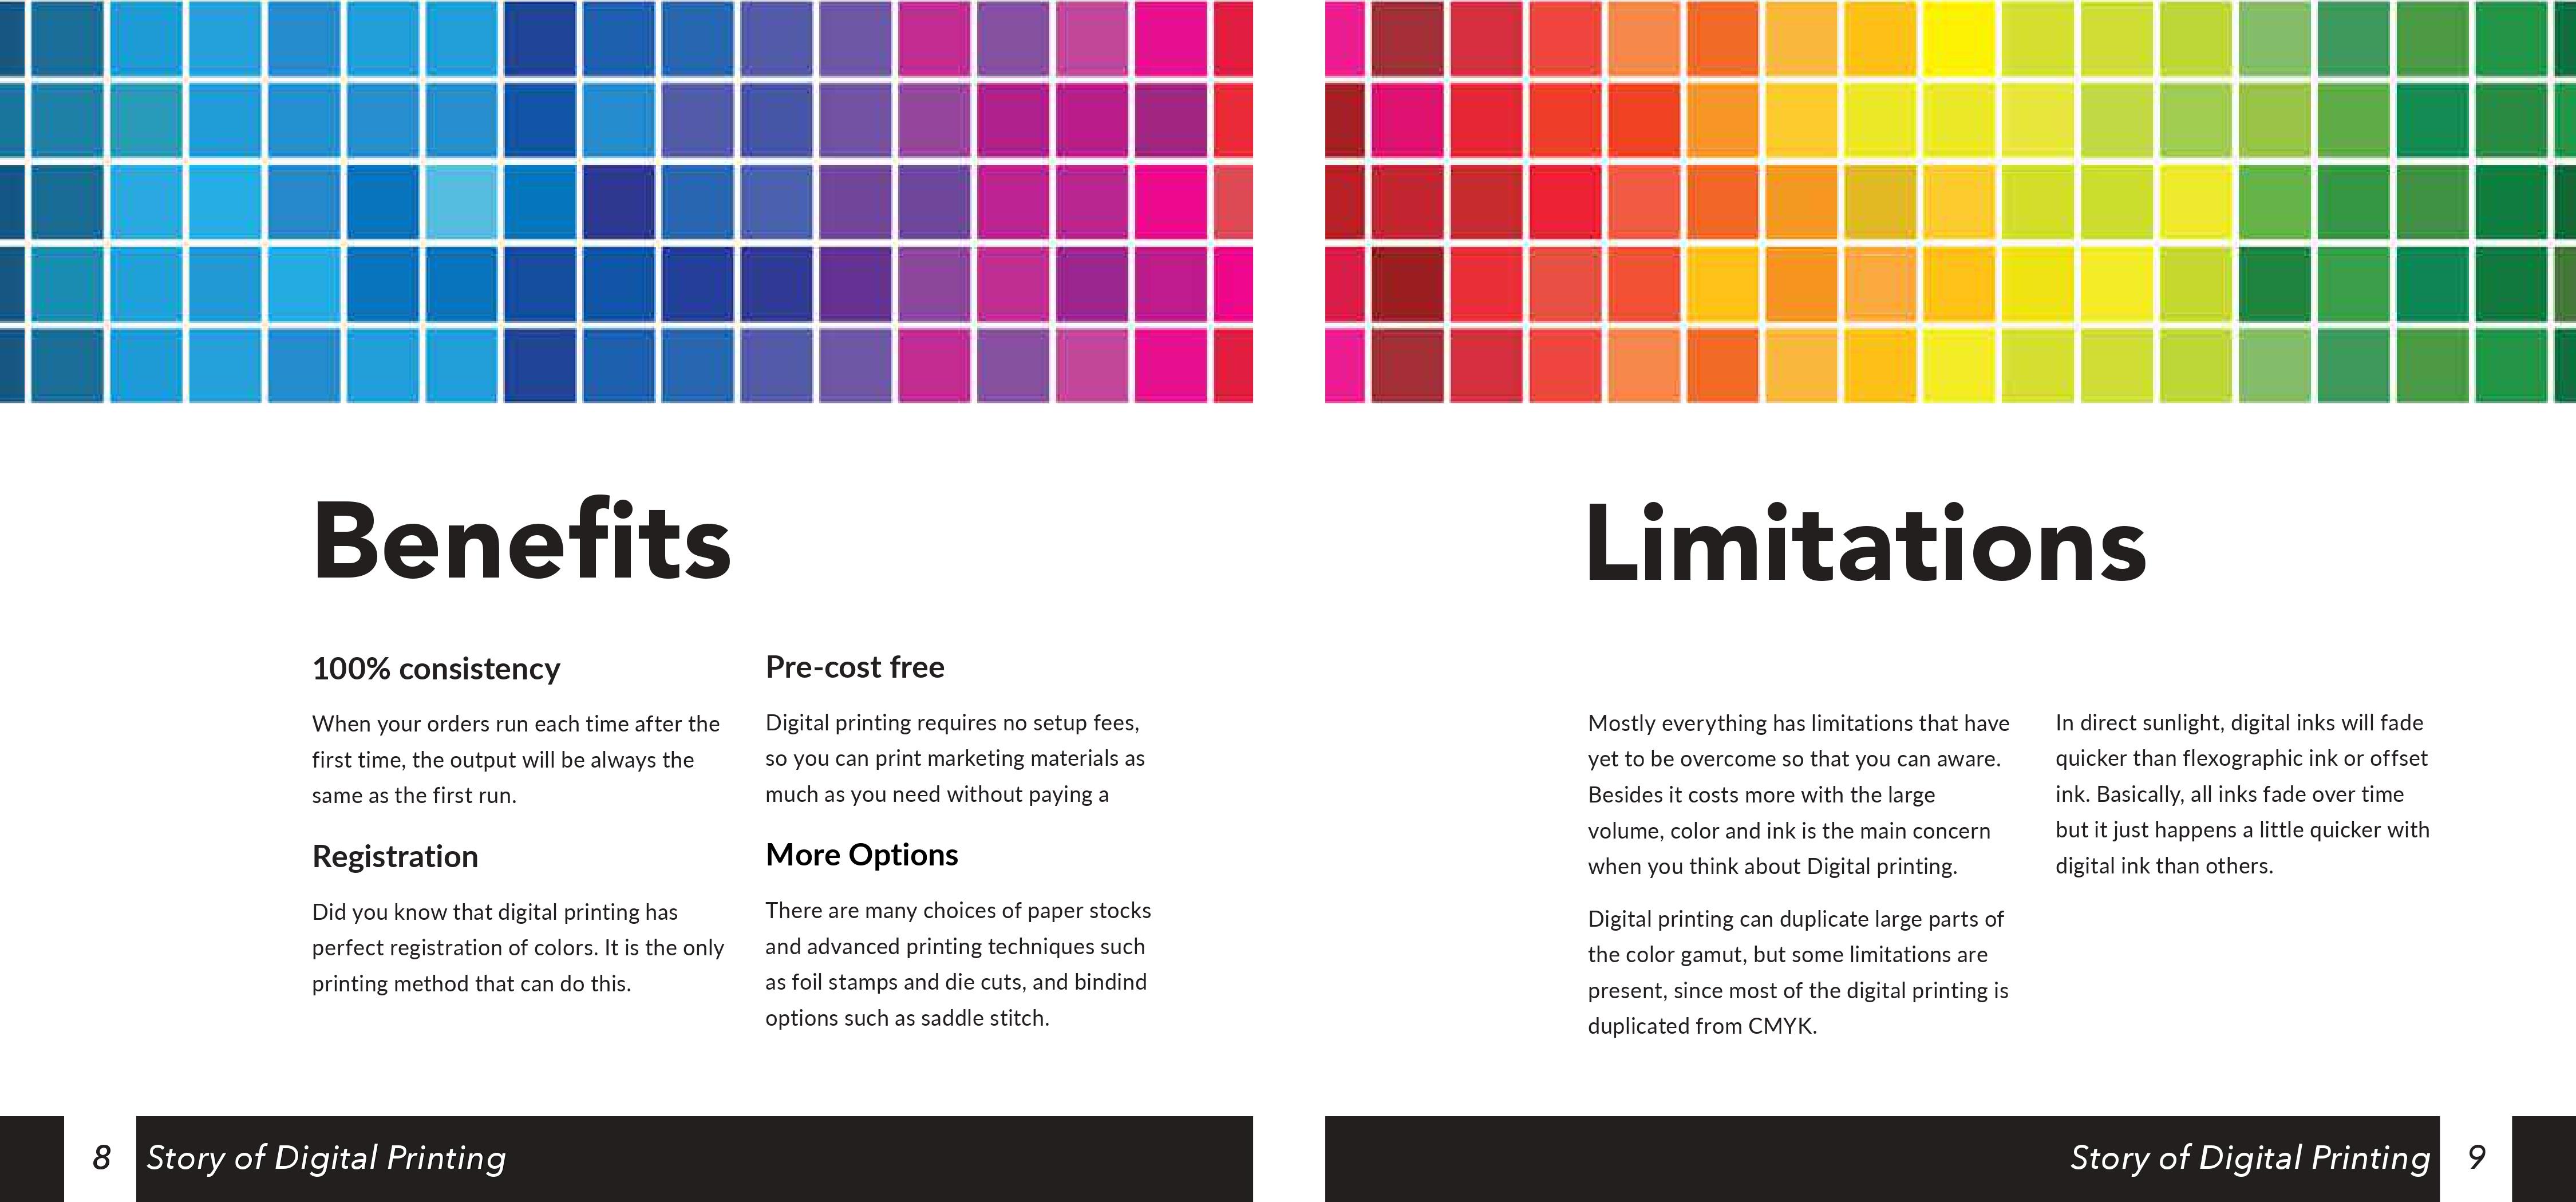 Benefits
100% consistency
When your orders run each time after the
first time, the output will be always the
same as the first run.
Registration
Did you know that digital printing has
perfect registration of colors. It is the only
printing method that can do this.
Pre-cost free
Digital printing requires no setup fees,
so you can print marketing materials as
much as you need without paying a
More Options
There are many choices of paper stocks
and advanced printing techniques such
as foil stamps and die cuts, and bindind
options such as saddle stitch.
8 Story of Digital Printing
Limitations
Mostly everything has limitations that have
yet to be overcome so that you can aware.
Besides it costs more with the large
volume, color and ink is the main concern
when you think about Digital printing.
Digital printing can duplicate large parts of
the color gamut, but some limitations are
present, since most of the digital printing is
duplicated from CMYK.
In direct sunlight, digital inks will fade
quicker than flexographic ink or offset
ink. Basically, all inks fade over time
but it just happens a little quicker with
digital ink than others.
Story of Digital Printing 9